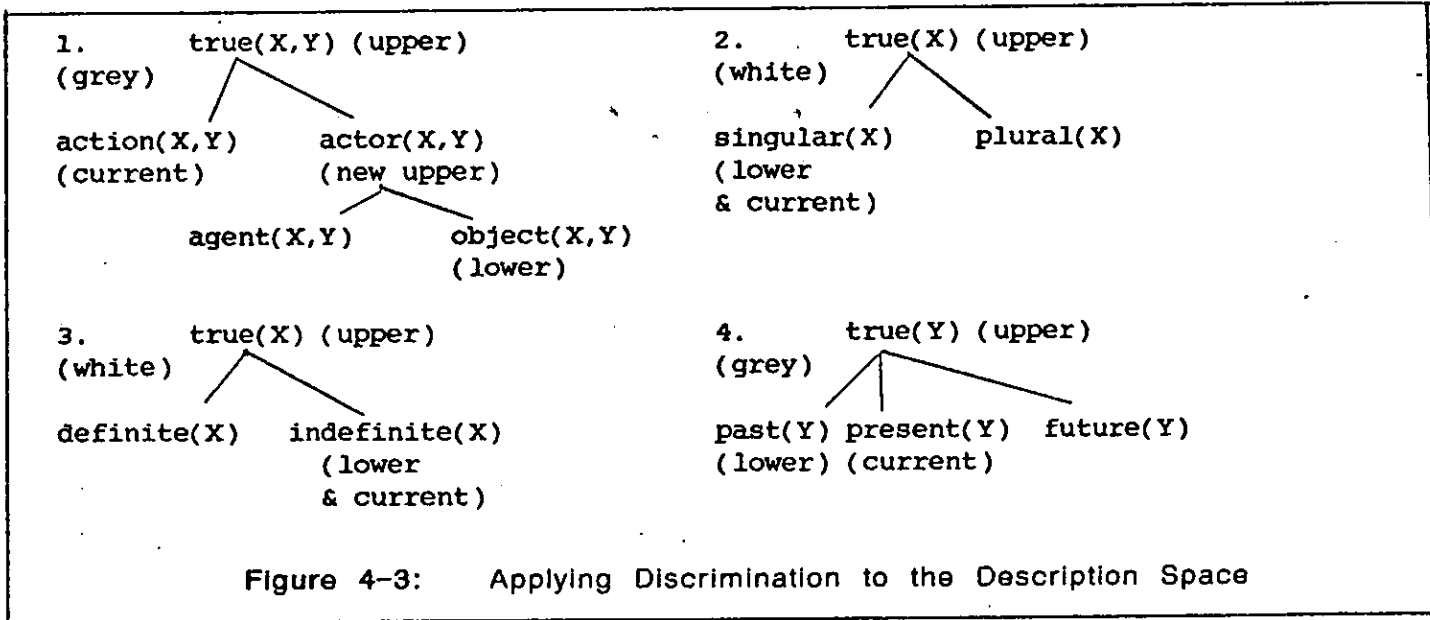 1. true(X,Y) (upper)
(grey)
action(X,Y) actor(X,Y)
(current) (new upper)
agent(X,Y) object(X,Y)
(lower)
2. true(X) (upper)
(white)
singular(X) plural(X)
(lower
& current)
3. true(X) (upper)
(white)
definite(X) indefinite(X)
(lower
& current)
4. true(Y) (upper)
(grey)
past(Y) present(Y) future(Y)
(lower) (current)
Figure 4-3: Applying Discrimination to the Description Space